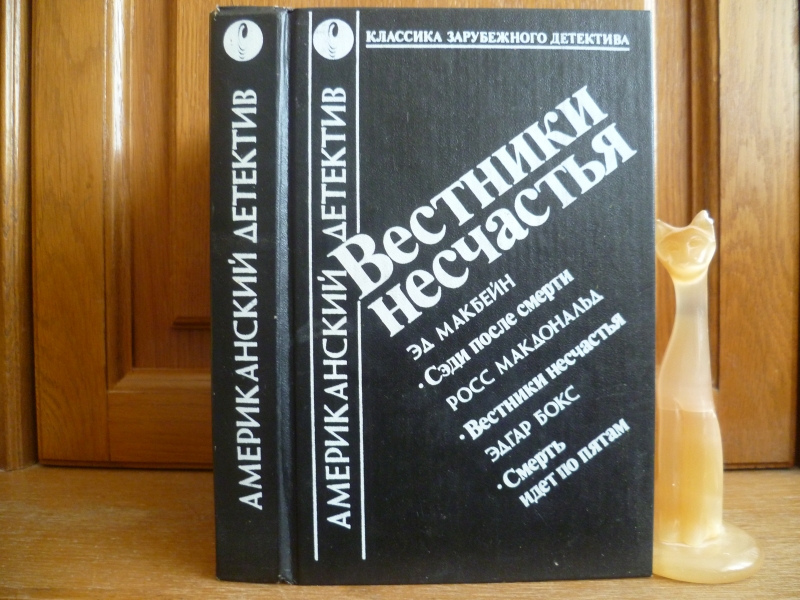 АМЕРИКАНСКИЙ ДЕТЕКТИВ
АМЕРИКАНСКИЙ ДЕТЕКТИВ
КЛАССИКА ЗАРУБЕЖНОГО ДЕТЕКТИВА
Вестники
несчастья
ЭД МАКБЕЙН
· Сэди после смерти
РОСС МАКДОНАЛЬД
· Вестники несчастья
ЭДГАР БОКС
· Смерть
идет по пятам